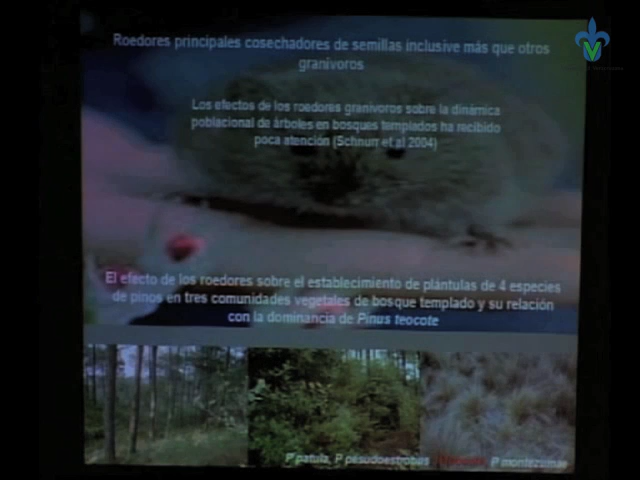 Roedores principales cosechadores de semillas inclusive más que otros
granívoros
Los efectos de los roedores granívoros sobre la dinámica
poblacional de árboles en bosques templados ha recibido
poca atención (Schnurr et al 2004)
El efecto de los roedores sobre el establecimiento de plántulas de 4 especies
de pinos en tres comunidades vegetales de bosque templado y su relación
con la dominancia de Pinus teocote
P patula, P pesudoestrobus P montezumae